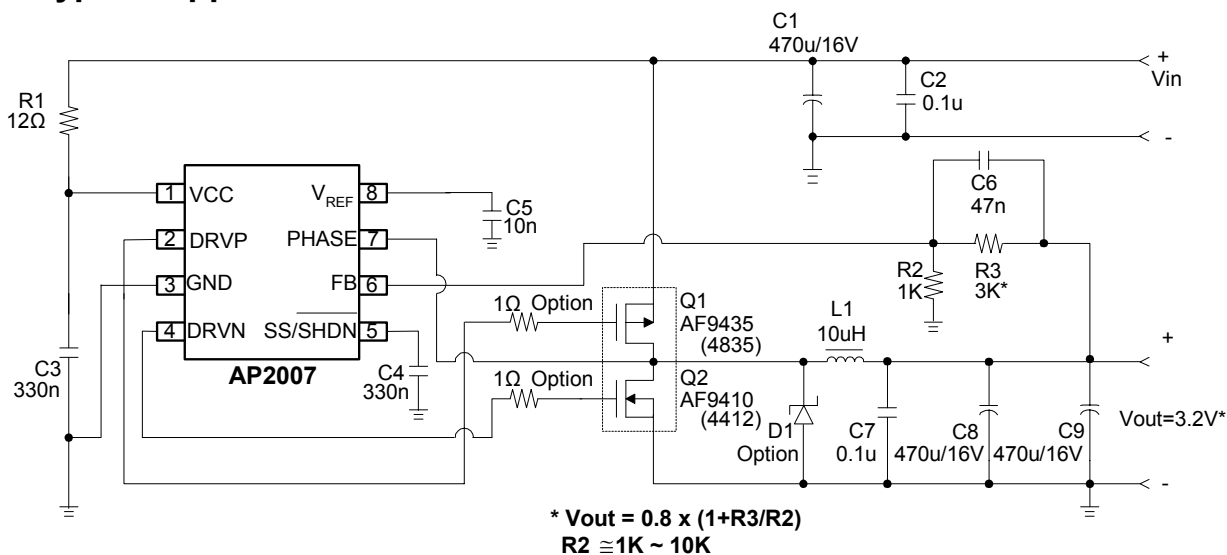 C1
470u/16V
+
Vin
-
C2
0.1u
R1
12Ω
1 VCC
2 DRVP
3 GND
4 DRVN
V_REF 8
PHASE 7
FB 6
SS/SHDN 5
AP2007
C5
10n
C6
47n
R2
1K
R3
3K*
1Ω Option
Q1
AF9435
(4835)
L1
10uH
+
C3
330n
C4
330n
1Ω Option
Q2
AF9410
(4412)
D1
Option
C7
0.1u
C8
470u/16V
C9
470u/16V
Vout=3.2V*
-
* Vout = 0.8 x (1+R3/R2)
R2 ≅1K ~ 10K